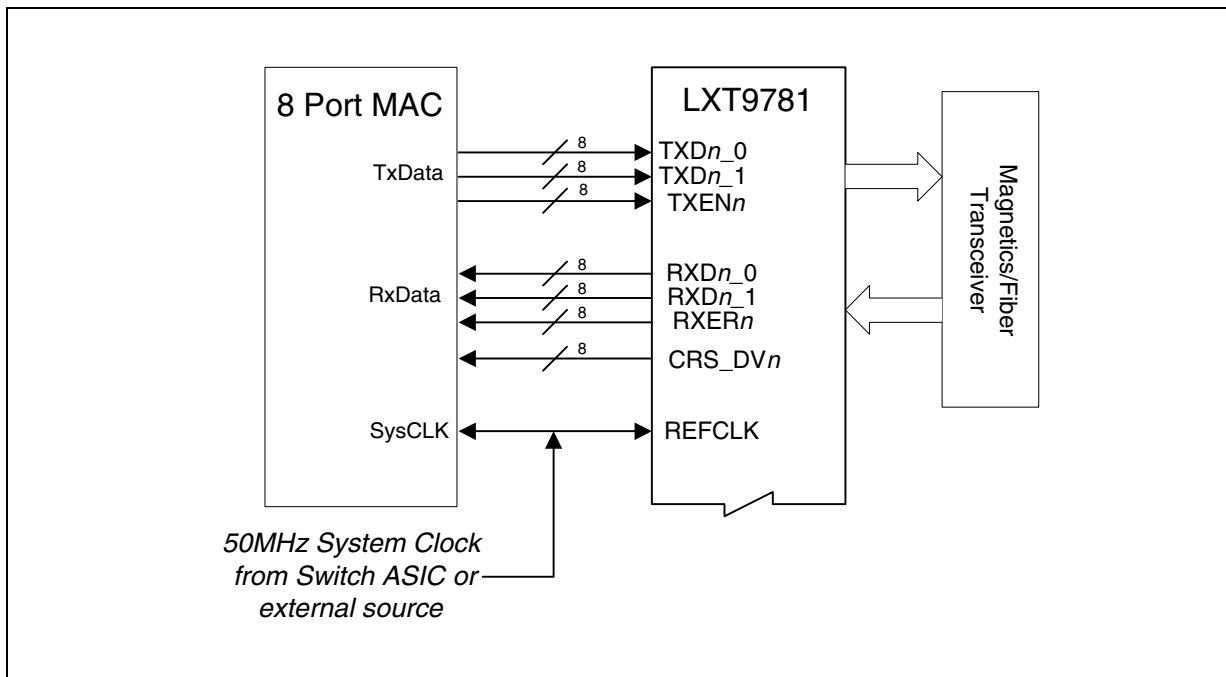 8 Port MAC
LXT9781
TxData
8
TXDn_0
8
TXDn_1
8
TXENn
RxData
8
RXDn_0
8
RXDn_1
8
RXERn
8
CRS_DVn
SysCLK
REFCLK
Magnetics/Fiber
Transceiver
50MHz System Clock
from Switch ASIC or
external source